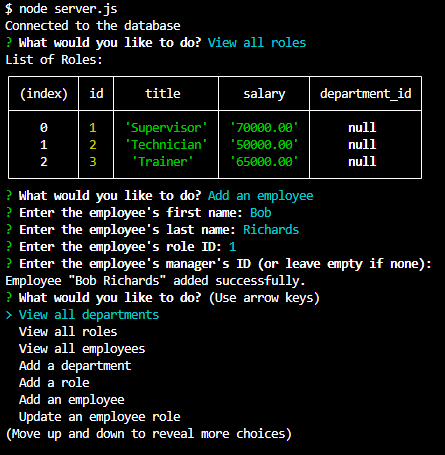 $ node server.js
Connected to the database
? What would you like to do? View all roles
List of Roles:
(index) id title salary department_id
0 1 'Supervisor' '70000.00' null
1 2 'Technician' '50000.00' null
2 3 'Trainer' '65000.00' null
? What would you like to do? Add an employee
? Enter the employee's first name: Bob
? Enter the employee's last name: Richards
? Enter the employee's role ID: 1
? Enter the employee's manager's ID (or leave empty if none):
Employee "Bob Richards" added successfully.
? What would you like to do? (Use arrow keys)
> View all departments
View all roles
View all employees
Add a department
Add a role
Add an employee
Update an employee role
(Move up and down to reveal more choices)